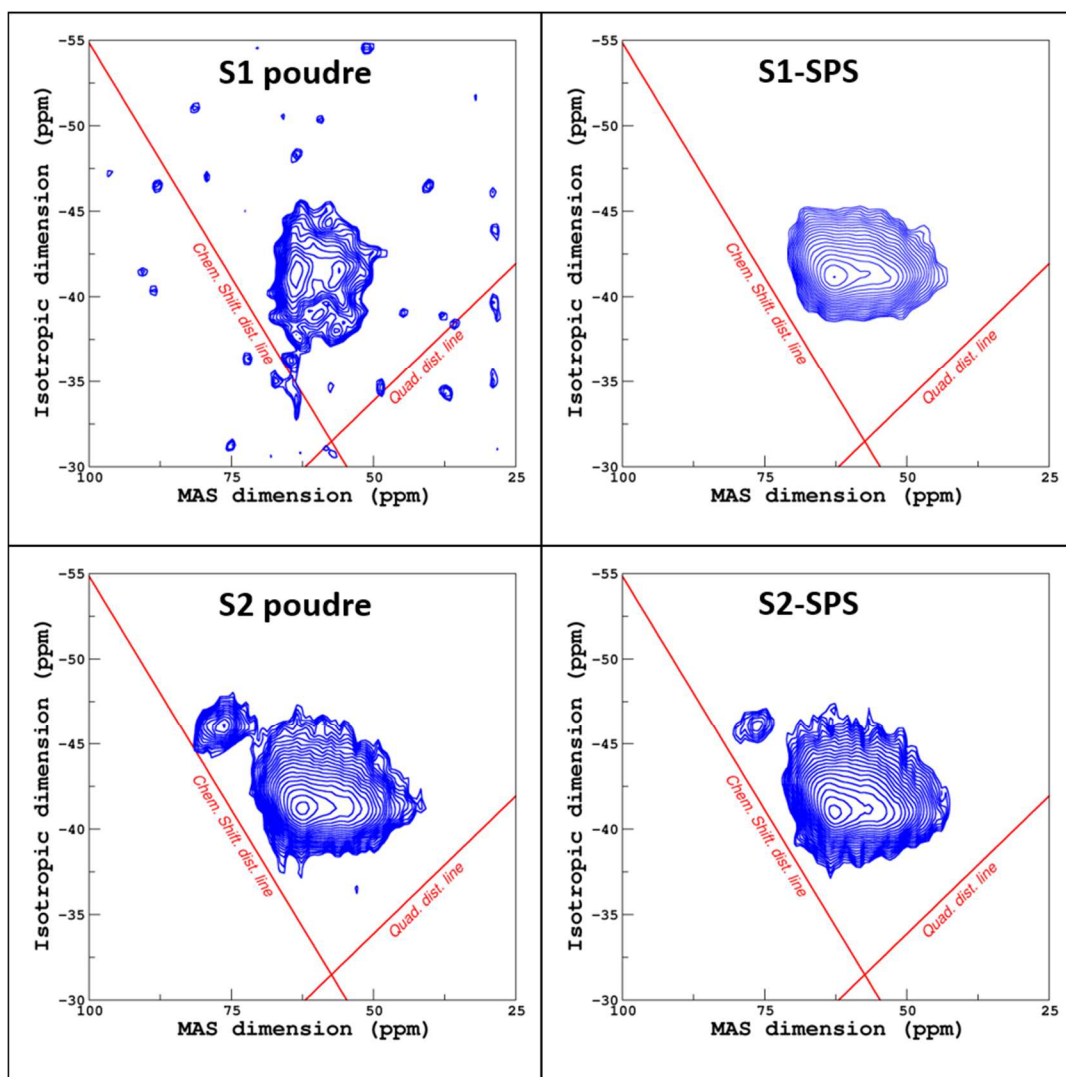 S1 poudre
-55
-50
-45
-40
-35
-30
Isotropic dimension (ppm)
Chem. Shift. dist. line
Quad. dist. line
100 75 50 25
MAS dimension (ppm)
S1-SPS
-55
-50
-45
-40
-35
-30
Isotropic dimension (ppm)
Chem. Shift. dist. line
Quad. dist. line
100 75 50 25
MAS dimension (ppm)
S2 poudre
-55
-50
-45
-40
-35
-30
Isotropic dimension (ppm)
Chem. Shift. dist. line
Quad. dist. line
100 75 50 25
MAS dimension (ppm)
S2-SPS
-55
-50
-45
-40
-35
-30
Isotropic dimension (ppm)
Chem. Shift. dist. line
Quad. dist. line
100 75 50 25
MAS dimension (ppm)